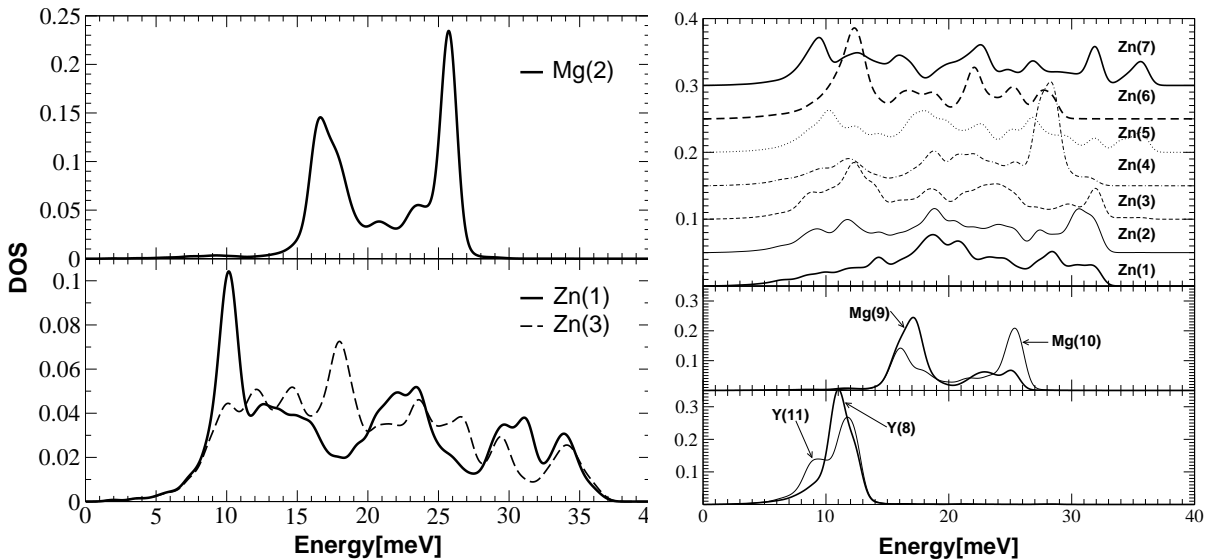 0.25
0.2
0.15
0.1
0.05
0
Mg(2)
DOS
0.1
0.08
0.06
0.04
0.02
0
Zn(1)
Zn(3)
0 5 10 15 20 25 30 35 4
Energy[meV]
0.4
0.3
0.2
0.1
Zn(7)
Zn(6)
Zn(5)
Zn(4)
Zn(3)
Zn(2)
Zn(1)
0.3
0.2
0.1
Mg(9)
Mg(10)
0.3
0.2
0.1
Y(11)
Y(8)
0 10 20 30 40
Energy[meV]